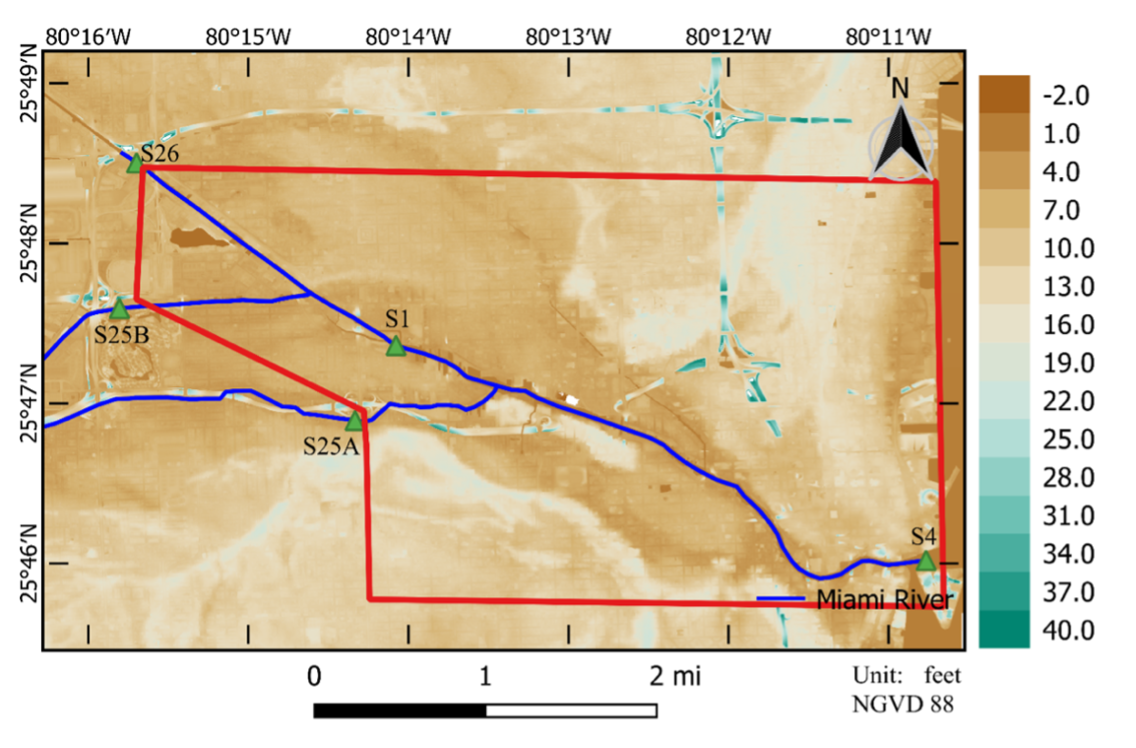 80°16′W 80°15′W 80°14′W 80°13′W 80°12′W 80°11′W
25°49′N
25°48′N
25°47′N
25°46′N
N
S26
S25B
S1
S25A
S4
Miami River
-2.0
1.0
4.0
7.0
10.0
13.0
16.0
19.0
22.0
25.0
28.0
31.0
34.0
37.0
40.0
0 1 2 mi
Unit: feet
NGVD 88